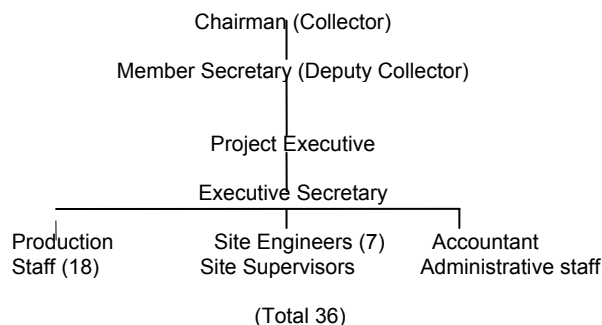 Chairman (Collector)
Member Secretary (Deputy Collector)
Project Executive
Executive Secretary
Production
Staff (18)
Site Engineers (7)
Site Supervisors
Accountant
Administrative staff
(Total 36)